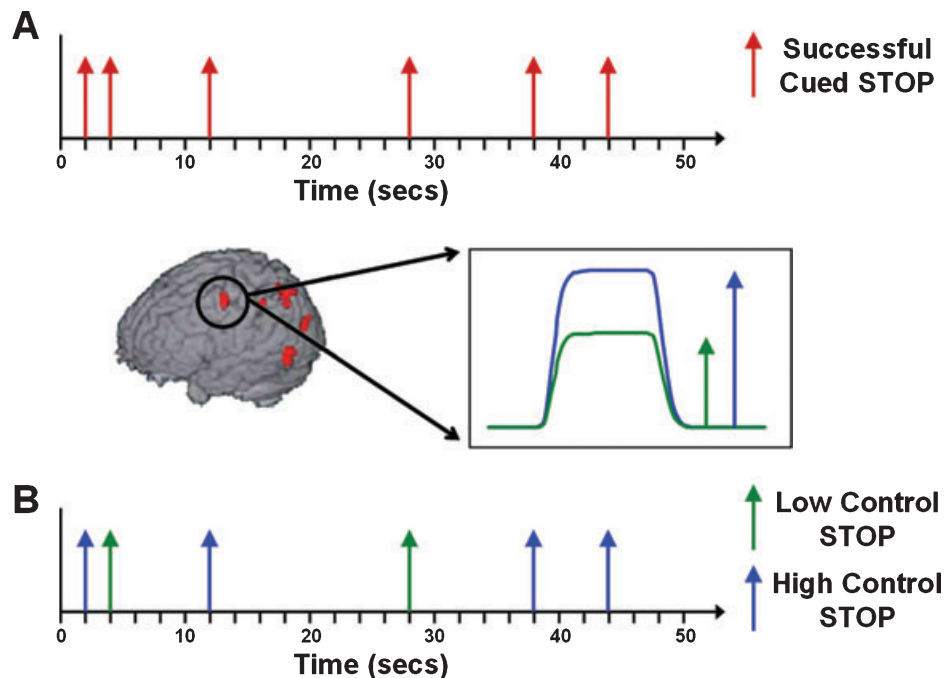 A
Successful
Cued STOP
0 10 20 30 40 50
Time (secs)
B
Low Control
STOP
High Control
STOP
0 10 20 30 40 50
Time (secs)